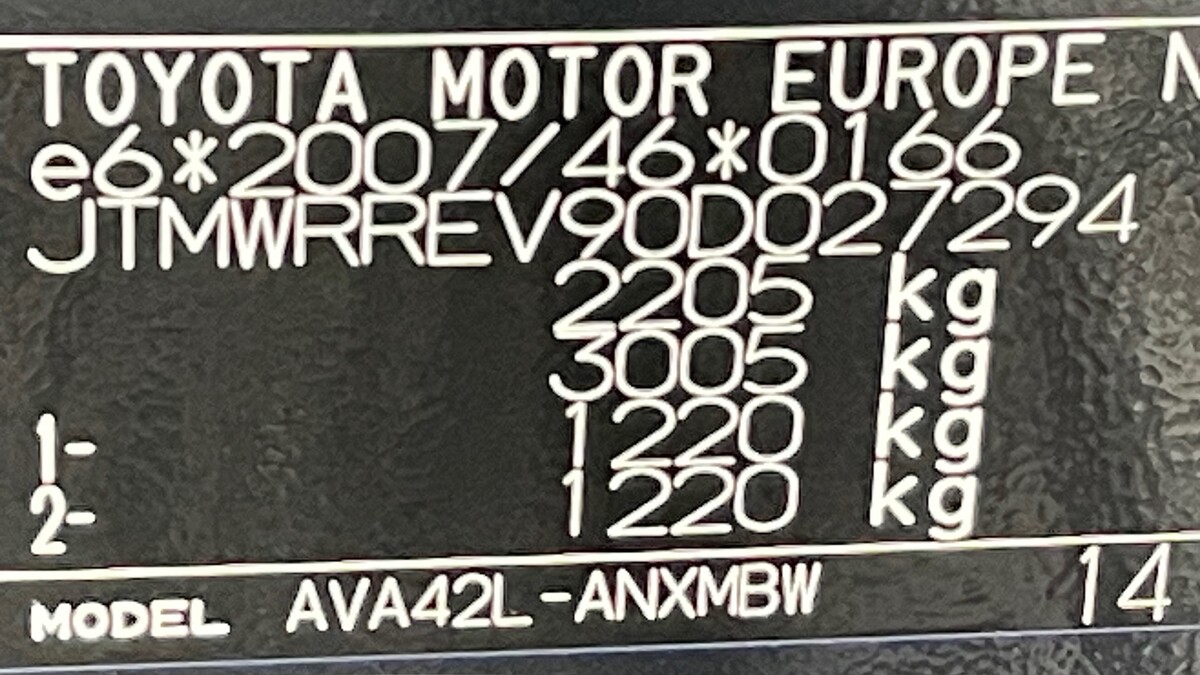 TOYOTA MOTOR EUROPE N
e6*2007/46*0166
JTMWRREV90D027294
2205 kg
3005 kg
1- 1220 kg
2- 1220 kg
MODEL AVA42L-ANXMBW 14